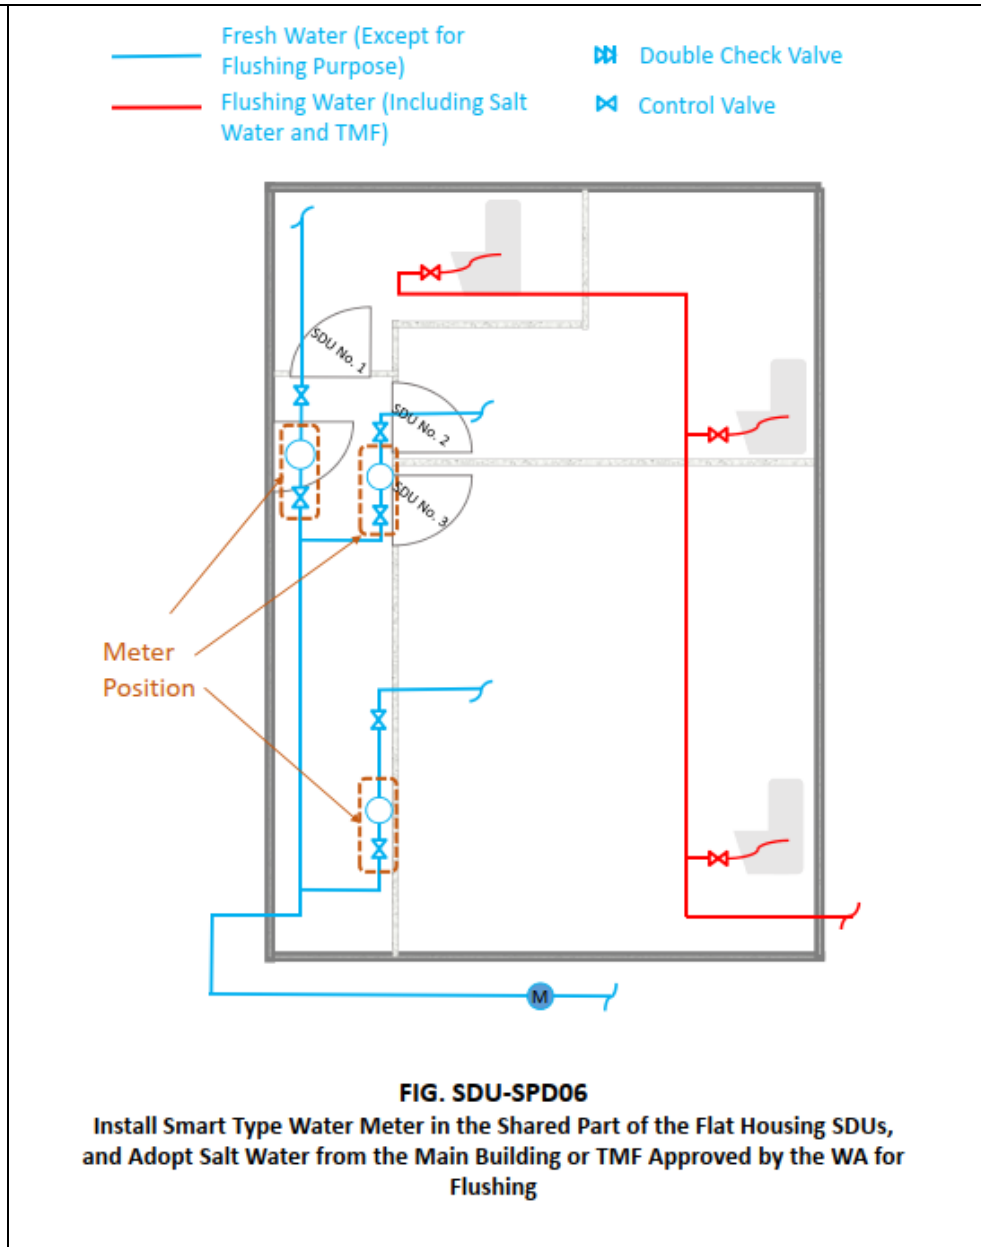 Fresh Water (Except for
Flushing Purpose)
Flushing Water (Including Salt
Water and TMF)
Double Check Valve
Control Valve
SDU No. 1
SDU No. 2
SDU No. 3
Meter
Position
M
FIG. SDU-SPD06
Install Smart Type Water Meter in the Shared Part of the Flat Housing SDUs,
and Adopt Salt Water from the Main Building or TMF Approved by the WA for
Flushing